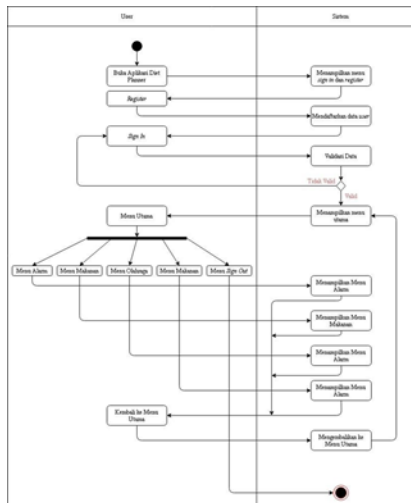 User
Sistem
Buka Aplikasi Diet
Planner
Menampilkan menu
sign in dan register
Register
Mendaftarkan data user
Sign In
Validasi Data
Tidak Valid
Valid
Menu Utama
Menampilkan menu
utama
Menu Alarm
Menu Makanan
Menu Olahraga
Menu Makanan
Menu Sign Out
Menampilkan Menu
Alarm
Menampilkan Menu
Makanan
Menampilkan Menu
Alarm
Menampilkan Menu
Alarm
Kembali ke Menu
Utama
Mengembalikan ke
Menu Utama